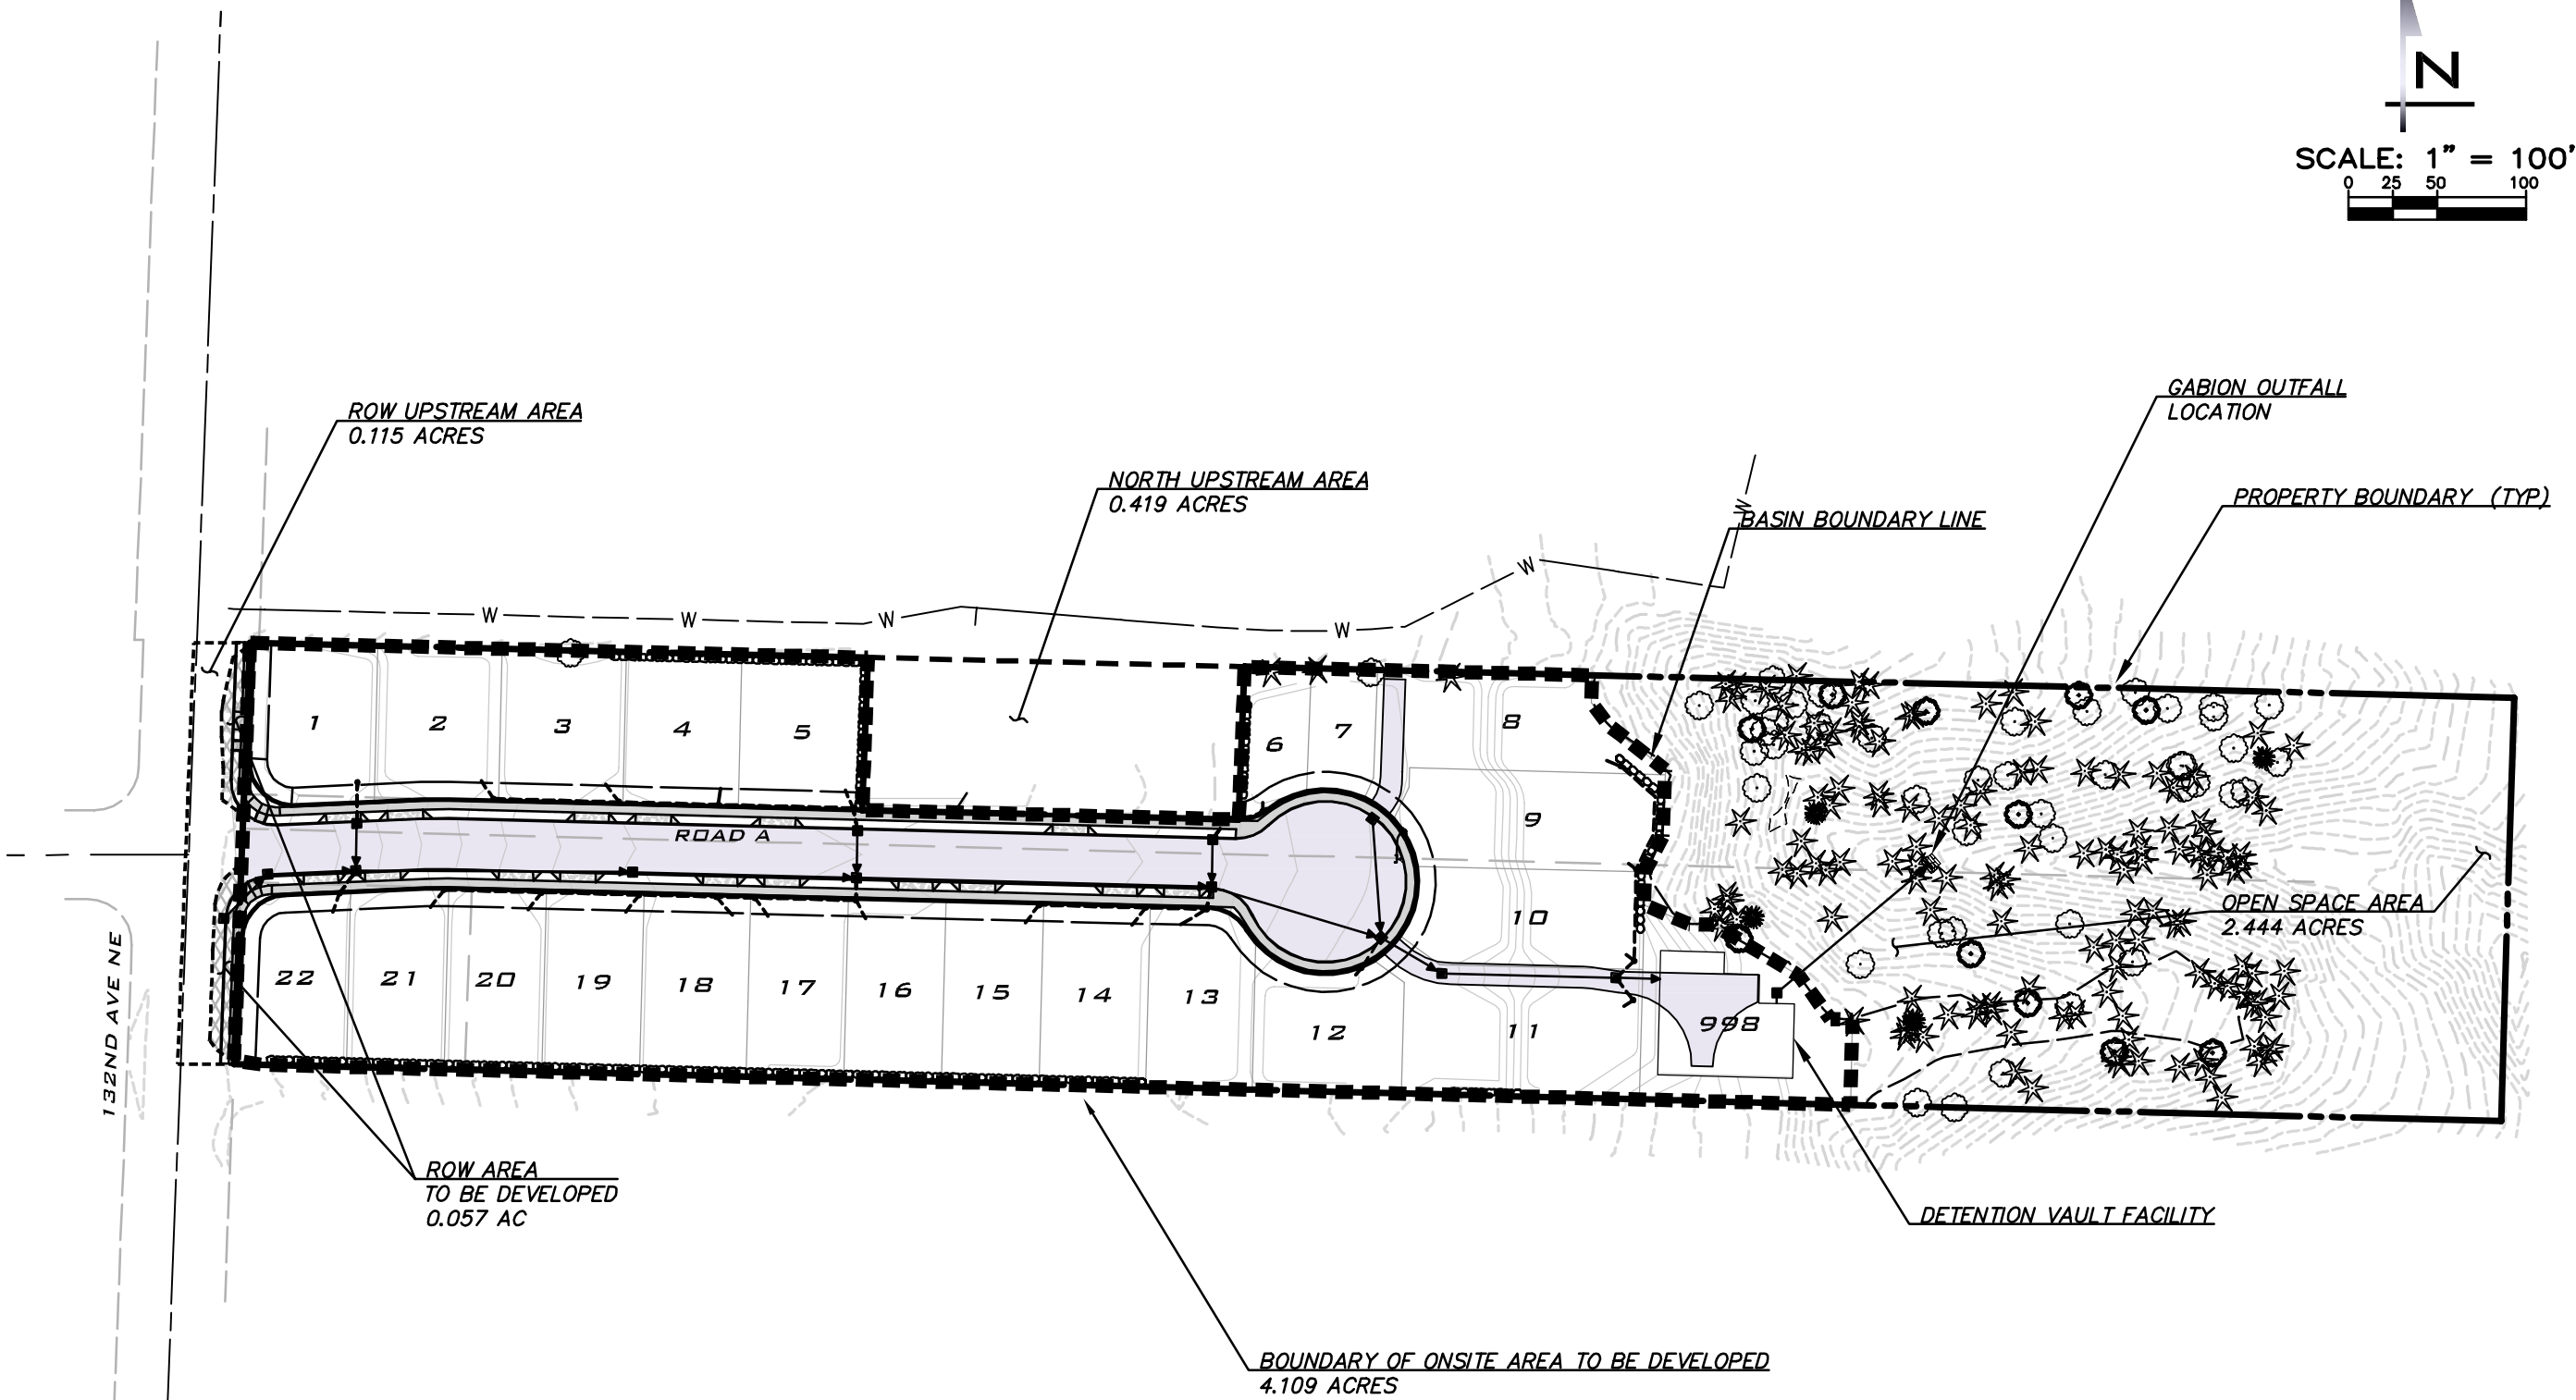 N
SCALE: 1" = 100'
0 25 50 100
ROW UPSTREAM AREA
0.115 ACRES
NORTH UPSTREAM AREA
0.419 ACRES
GABION OUTFALL
LOCATION
PROPERTY BOUNDARY (TYP.)
BASIN BOUNDARY LINE
W
W W W W W
1 2 3 4 5 6 7 8
9
ROAD A
10
OPEN SPACE AREA
2.444 ACRES
22 21 20 19 18 17 16 15 14 13 12 11 998
132ND AVE NE
ROW AREA
TO BE DEVELOPED
0.057 AC
DETENTION VAULT FACILITY
BOUNDARY OF ONSITE AREA TO BE DEVELOPED
4.109 ACRES